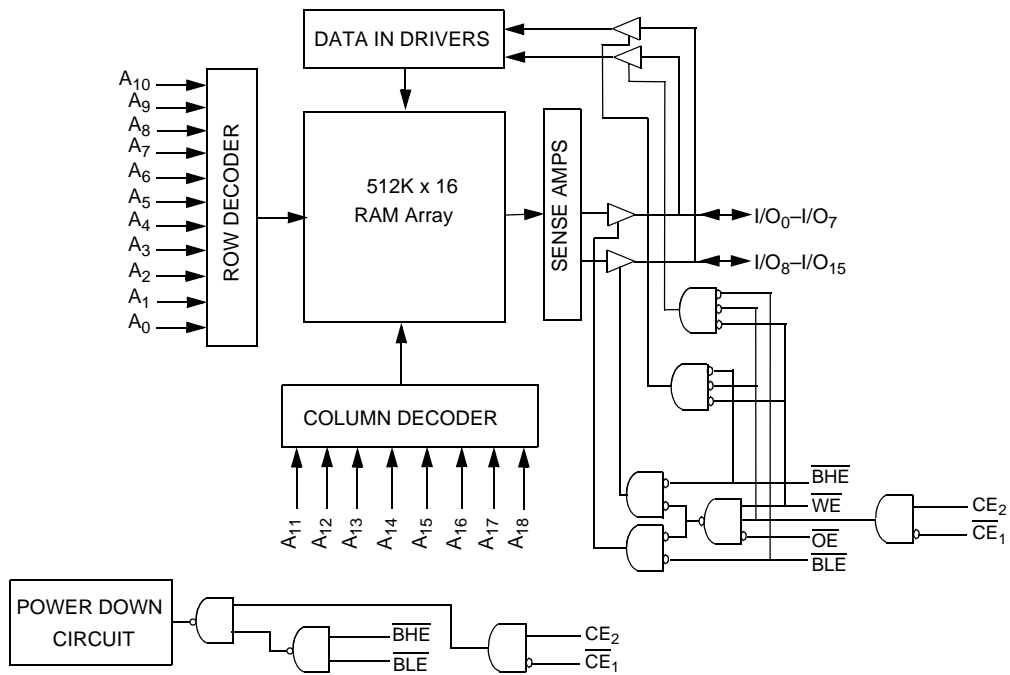 DATA IN DRIVERS
A10
A9
A8
A7
A6
A5
A4
A3
A2
A1
A0
ROW DECODER
512K x 16
RAM Array
SENSE AMPS
I/O0–I/O7
I/O8–I/O15
COLUMN DECODER
A11
A12
A13
A14
A15
A16
A17
A18
BHE
WE
OE
BLE
CE2
CE1
POWER DOWN
CIRCUIT
BHE
BLE
CE2
CE1